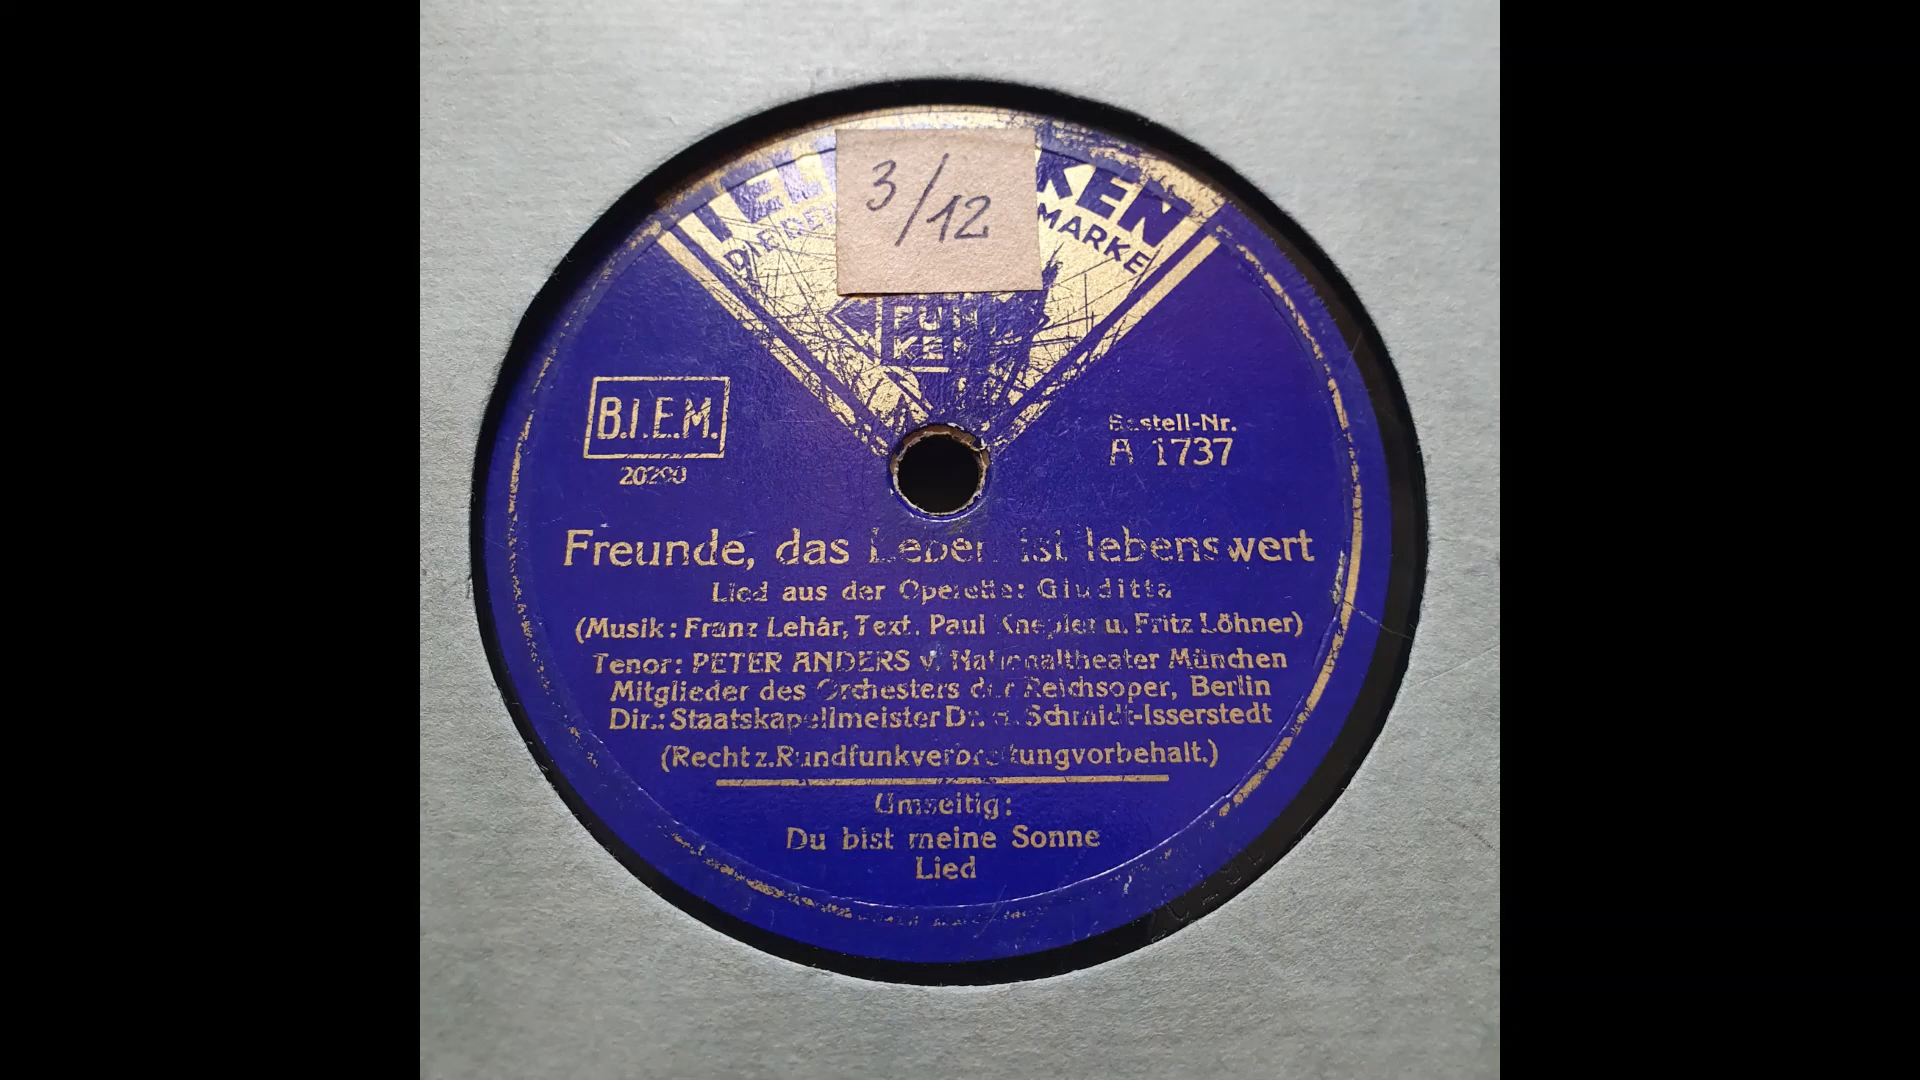 3/12
MARKE
FUN
KEN
B.I.E.M.
Bestell-Nr.
A 1737
Freunde, das Leben ist lebenswert
Lied aus der Operette: Giuditta
(Musik: Franz Lehár, Text. Paul Knepler u. Fritz Löhner)
Tenor: PETER ANDERS v. Nationaltheater München
Mitglieder des Orchesters der Reichsoper, Berlin
Dir.: Staatskapellmeister Schmidt-Isserstedt
(Recht z. Rundfunkverbreitung vorbehalt.)
Umseitig:
Du bist meine Sonne
Lied